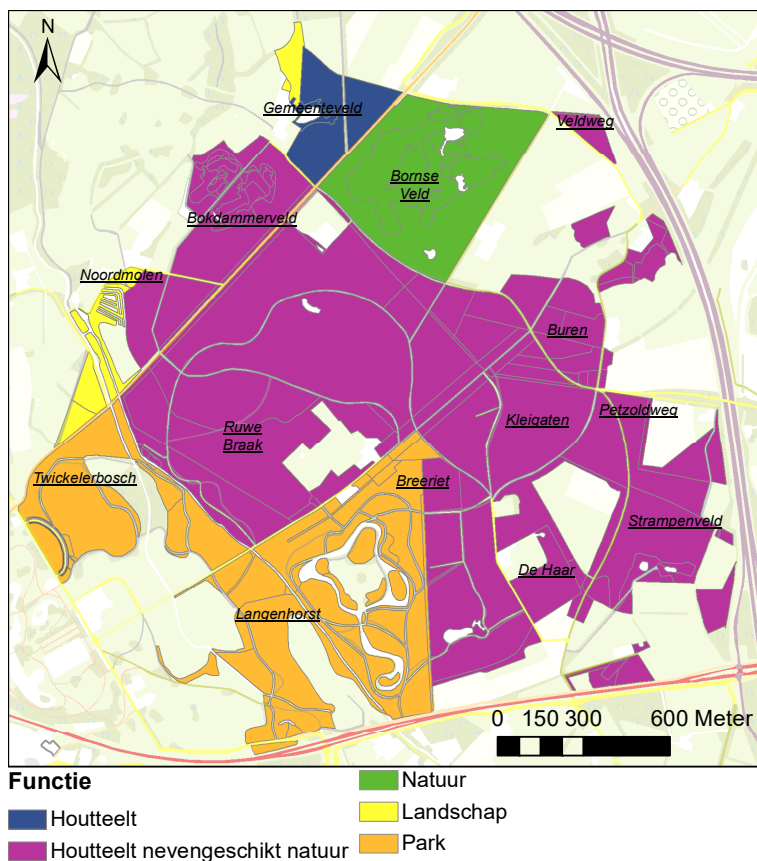 N
Gemeenteveld
Veldweg
Bornse
Veld
Bokdammerveld
Noordmolen
Buren
Petzoldweg
Kleigaten
Ruwe
Braak
Twickelerbosch
Breeriet
Strampenveld
De Haar
Langenhorst
0 150 300 600 Meter
Functie
Houtteelt
Houtteelt nevengeschikt natuur
Natuur
Landschap
Park